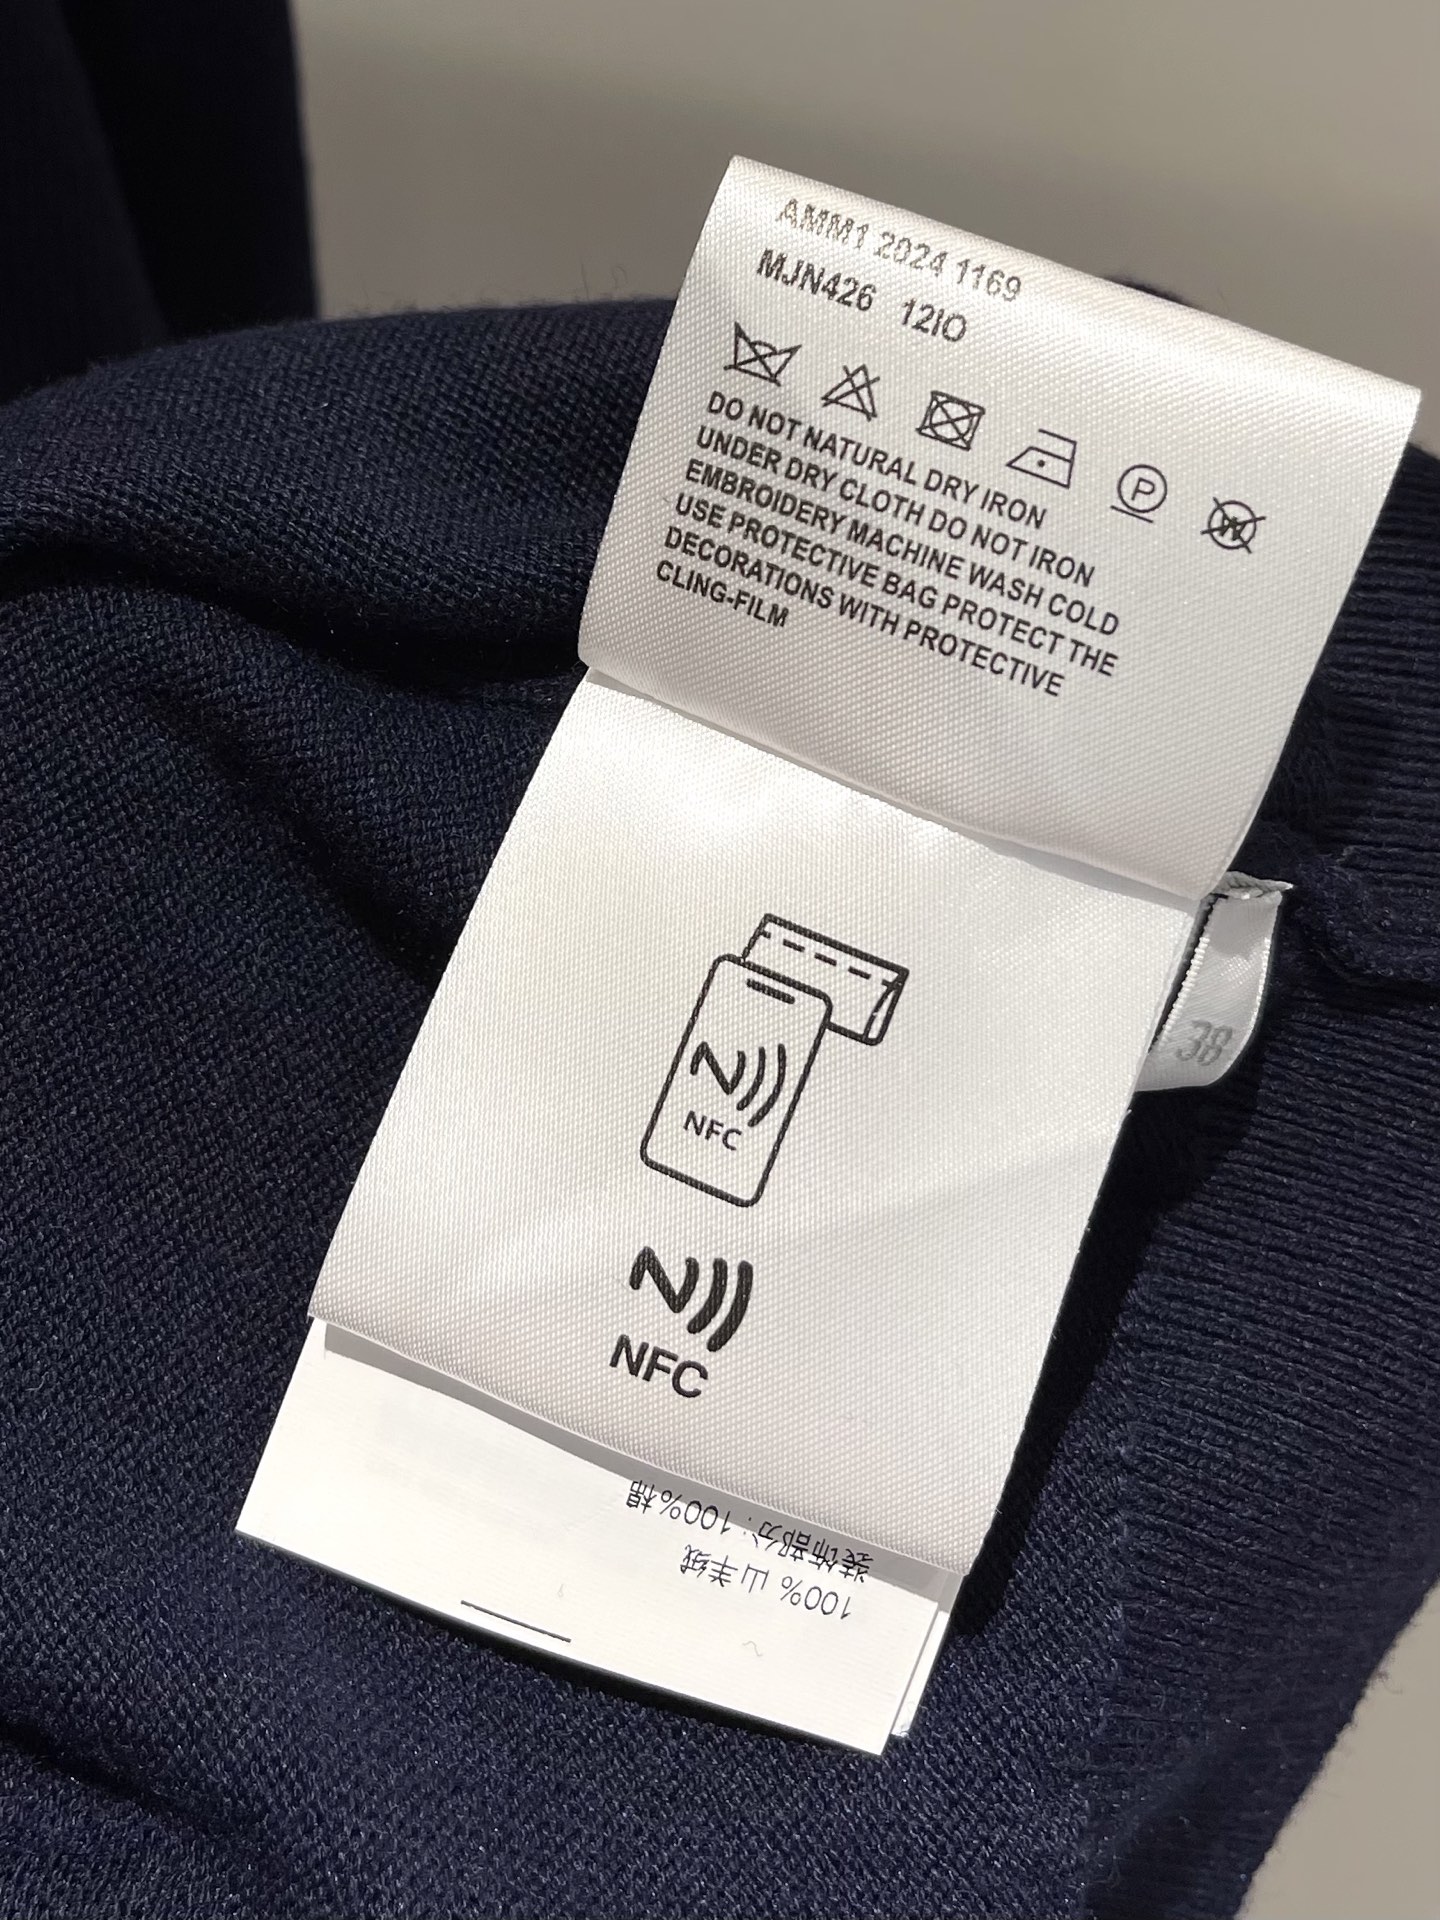 AMM1 2024 1169
MJN426 12IO
P
W
DO NOT NATURAL DRY IRON
UNDER DRY CLOTH DO NOT IRON
EMBROIDERY MACHINE WASH COLD
USE PROTECTIVE BAG PROTECT THE
DECORATIONS WITH PROTECTIVE
CLING-FILM
38
NFC
NFC
100% 山羊绒
装饰部分：100%棉